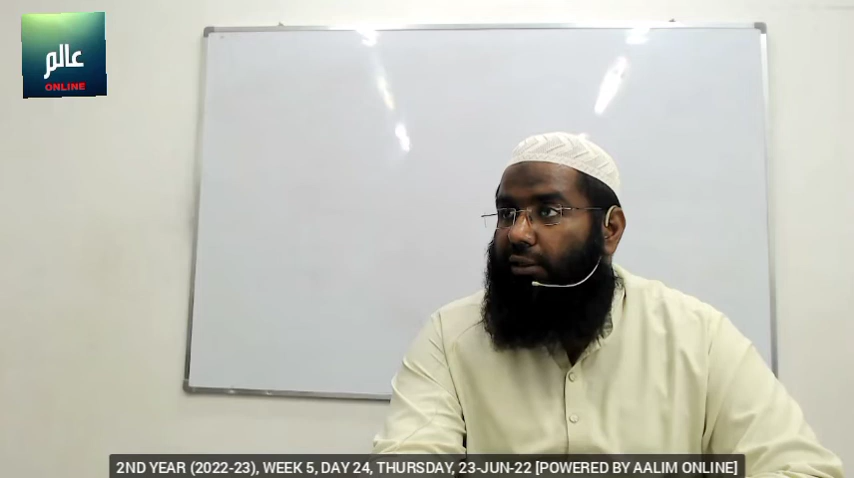 عالم
ONLINE
2ND YEAR (2022-23), WEEK 5, DAY 24, THURSDAY, 23-JUN-22 [POWERED BY AALIM ONLINE]